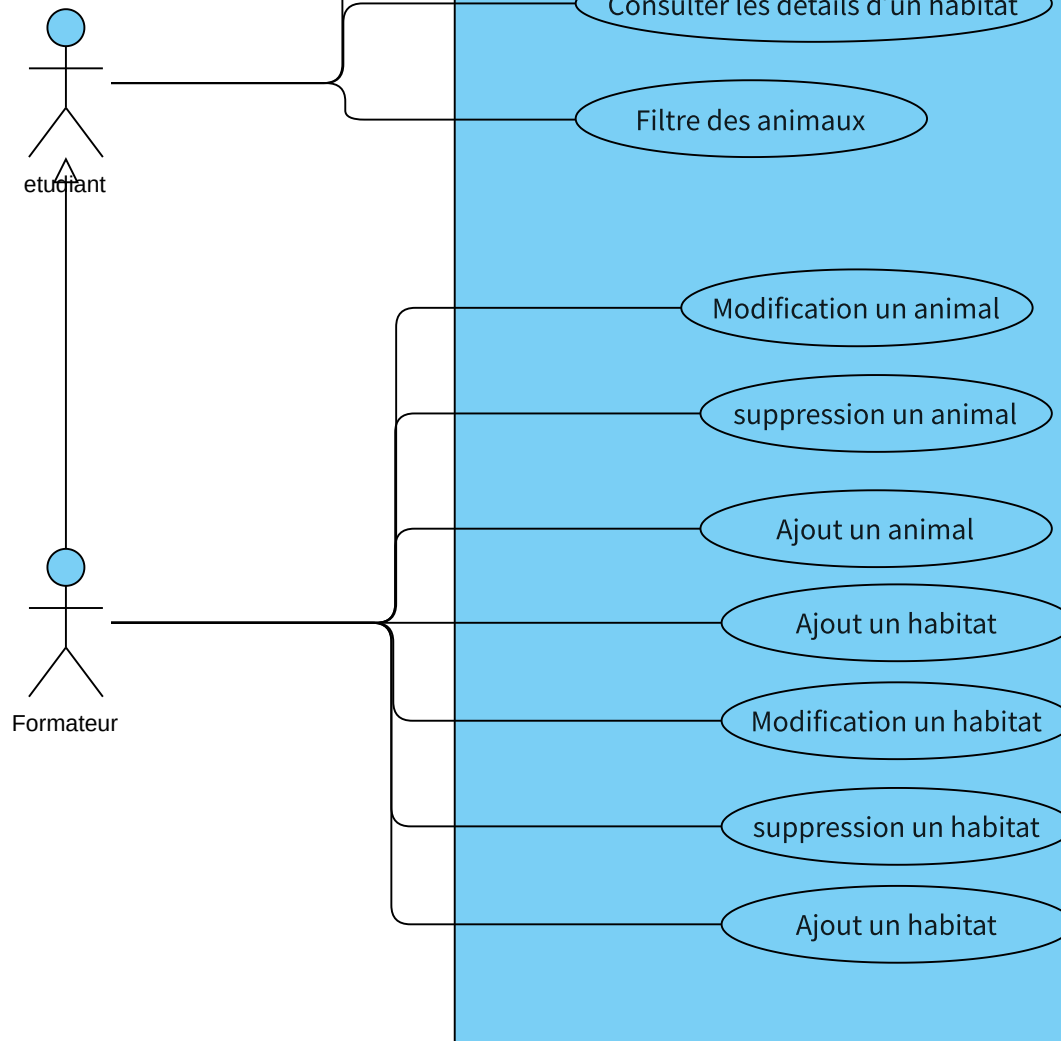 Consulter les détails d'un habitat
Filtre des animaux
etudiant
Modification un animal
suppression un animal
Ajout un animal
Ajout un habitat
Formateur
Modification un habitat
suppression un habitat
Ajout un habitat